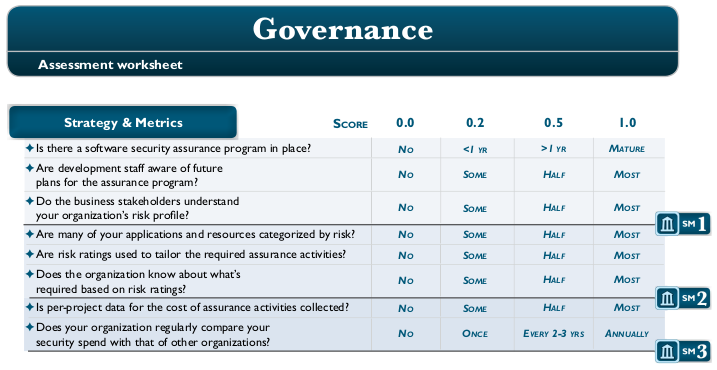 Governance
Assessment worksheet
Strategy & Metrics SCORE 0.0 0.2 0.5 1.0
✦Is there a software security assurance program in place? NO <1 YR >1 YR MATURE
✦Are development staff aware of future
plans for the assurance program? NO SOME HALF MOST
✦Do the business stakeholders understand
your organization's risk profile? NO SOME HALF MOST
SM 1
✦Are many of your applications and resources categorized by risk? NO SOME HALF MOST
✦Are risk ratings used to tailor the required assurance activities? NO SOME HALF MOST
✦Does the organization know about what's
required based on risk ratings? NO SOME HALF MOST
SM 2
✦Is per-project data for the cost of assurance activities collected? NO SOME HALF MOST
✦Does your organization regularly compare your
security spend with that of other organizations? NO ONCE EVERY 2-3 YRS ANNUALLY
SM 3